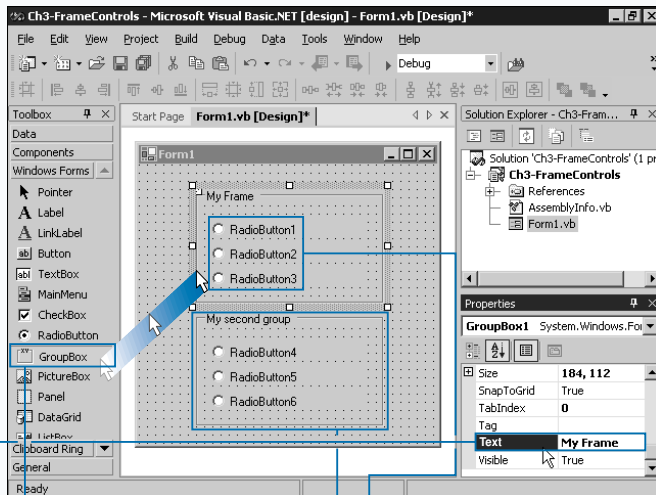 Ch3-FrameControls - Microsoft Visual Basic.NET [design] - Form1.vb [Design]*
File Edit View Project Build Debug Data Tools Window Help
Debug
Toolbox
Start Page Form1.vb [Design]*
Solution Explorer - Ch3-Fram...
Data
Components
Windows Forms
Pointer
Label
LinkLabel
Button
TextBox
MainMenu
CheckBox
RadioButton
GroupBox
PictureBox
Panel
DataGrid
ListBox
Clipboard Ring
General
Form1
My Frame
RadioButton1
RadioButton2
RadioButton3
My second group
RadioButton4
RadioButton5
RadioButton6
Solution 'Ch3-FrameControls' (1 pr
Ch3-FrameControls
References
AssemblyInfo.vb
Form1.vb
Properties
GroupBox1 System.Windows.For
Size 184, 112
SnapToGrid True
TabIndex 0
Tag
Text My Frame
Visible True
Ready